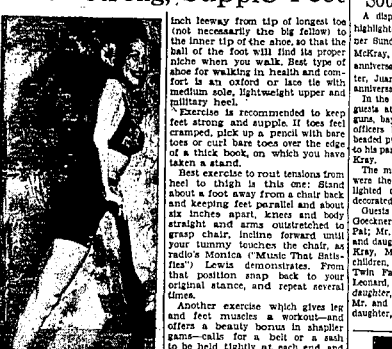 Supple Foot
inch leeway from tip of longest toe
(not necessarily the big fellow) to
the inner tip of the shoe, so that the
ball of the foot will find its proper
niche when you walk. Best type of
shoe for walking in health and com-
fort is an oxford or lace tie with
medium sole, lightweight upper and
military heel.
Exercise is recommended to keep
feet strong and supple. If toes feel
cramped, pick up a pencil with bare
toes or curl bare toes over the edge
of a thick book, on which you have
taken a stand.
Best exercise to rout tensions from
heel to thigh is this one: Stand
about a foot away from a chair back
and keeping feet parallel and about
six inches apart, knees and body
straight and arms outstretched to
grasp chair, incline forward until
your tummy touches the chair, as
radio's Monica ("Music That Satis-
fies") Lewis demonstrates. From
that position snap back to your
original stance, and repeat several
times.
Another exercise which gives leg
and feet muscles a workout—and
offers a beauty bonus in shaplier
gams—calls for a belt or a sash
to be held tightly at each end and
A disp
highlight
ner Sund
McKray,
anniversa
ter, Juan
anniversa
In the
guests at
guns, bay
officers
beaded pu
to his par
Kray.
The m
were the
lighted
decorated
Guests
Goeckner
Pat; Mr.
and daug
Kray, M
children,
Twin Fa
Leonard,
daughter,
Mr. and
daughter,